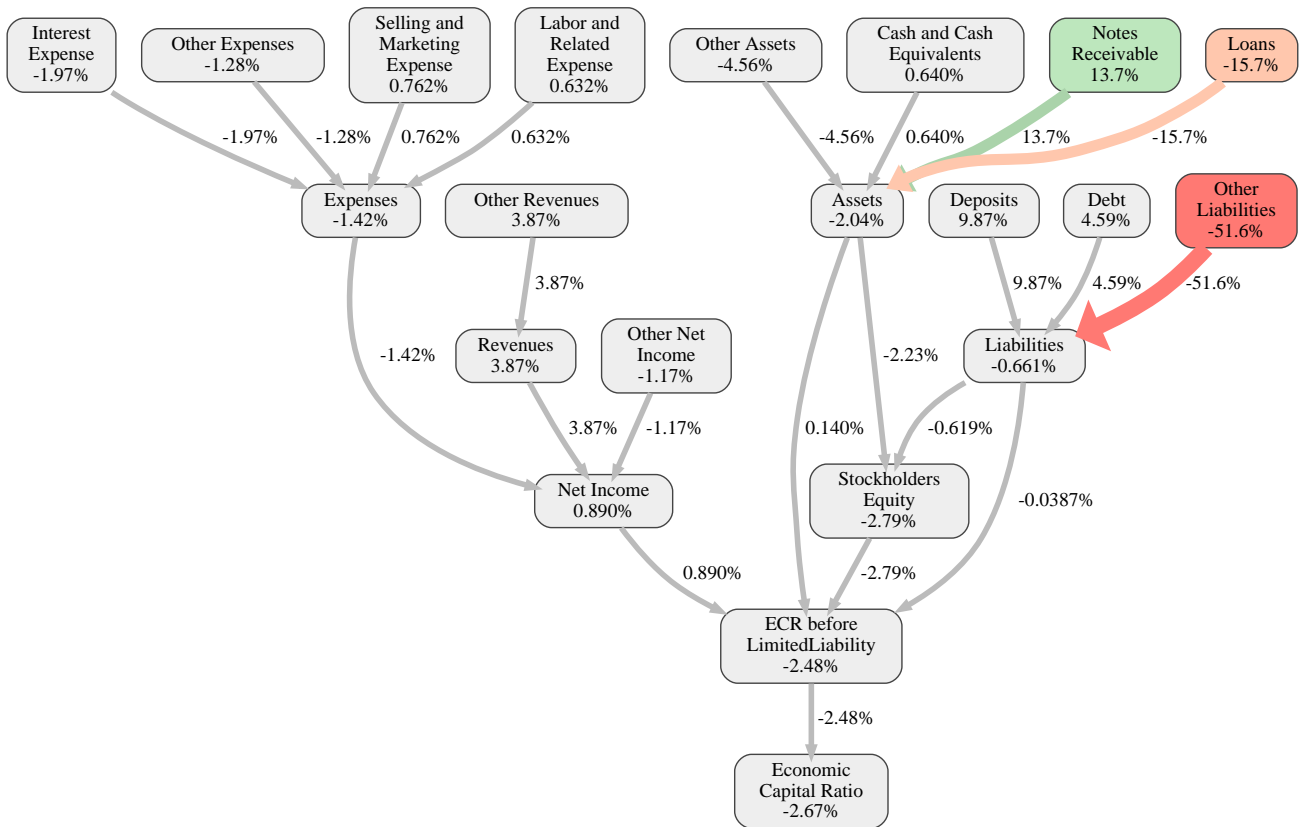 Interest
Expense
-1.97%
Other Expenses
-1.28%
Selling and
Marketing
Expense
0.762%
Labor and
Related
Expense
0.632%
Other Assets
-4.56%
Cash and Cash
Equivalents
0.640%
Notes
Receivable
13.7%
Loans
-15.7%
-1.97%
-1.28%
0.762%
0.632%
-4.56%
0.640%
13.7%
-15.7%
Expenses
-1.42%
Other Revenues
3.87%
Assets
-2.04%
Deposits
9.87%
Debt
4.59%
Other
Liabilities
-51.6%
3.87%
9.87%
4.59%
-51.6%
-1.42%
Revenues
3.87%
Other Net
Income
-1.17%
-2.23%
Liabilities
-0.661%
3.87%
-1.17%
0.140%
-0.619%
Net Income
0.890%
Stockholders
Equity
-2.79%
-0.0387%
0.890%
-2.79%
ECR before
LimitedLiability
-2.48%
-2.48%
Economic
Capital Ratio
-2.67%